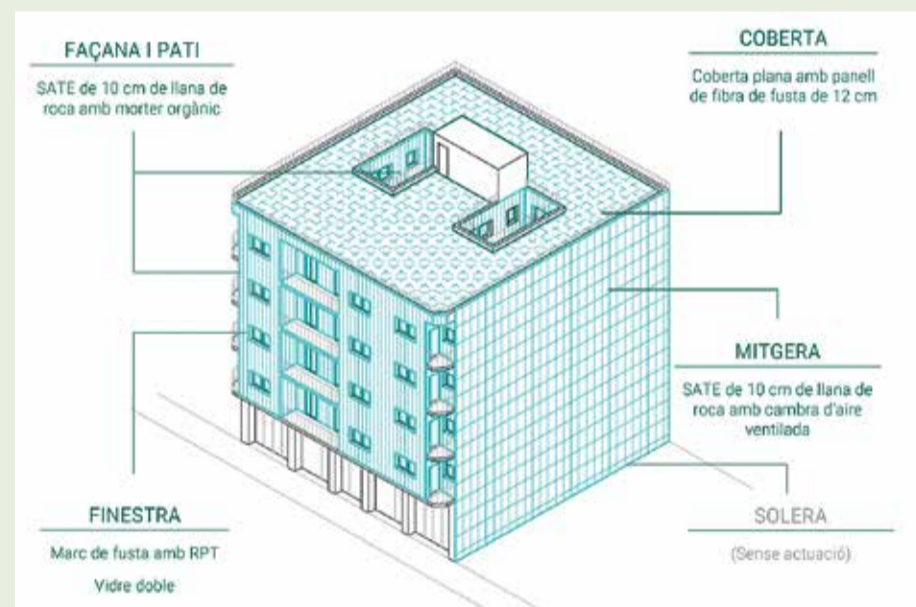 FAÇANA I PATI
SATE de 10 cm de llana de
roca amb morter orgànic
COBERTA
Coberta plana amb panell
de fibra de fusta de 12 cm
MITGERA
SATE de 10 cm de llana de
roca amb cambra d'aire
ventilada
FINESTRA
Marc de fusta amb RPT
Vidre doble
SOLERA
(Sense actuació)